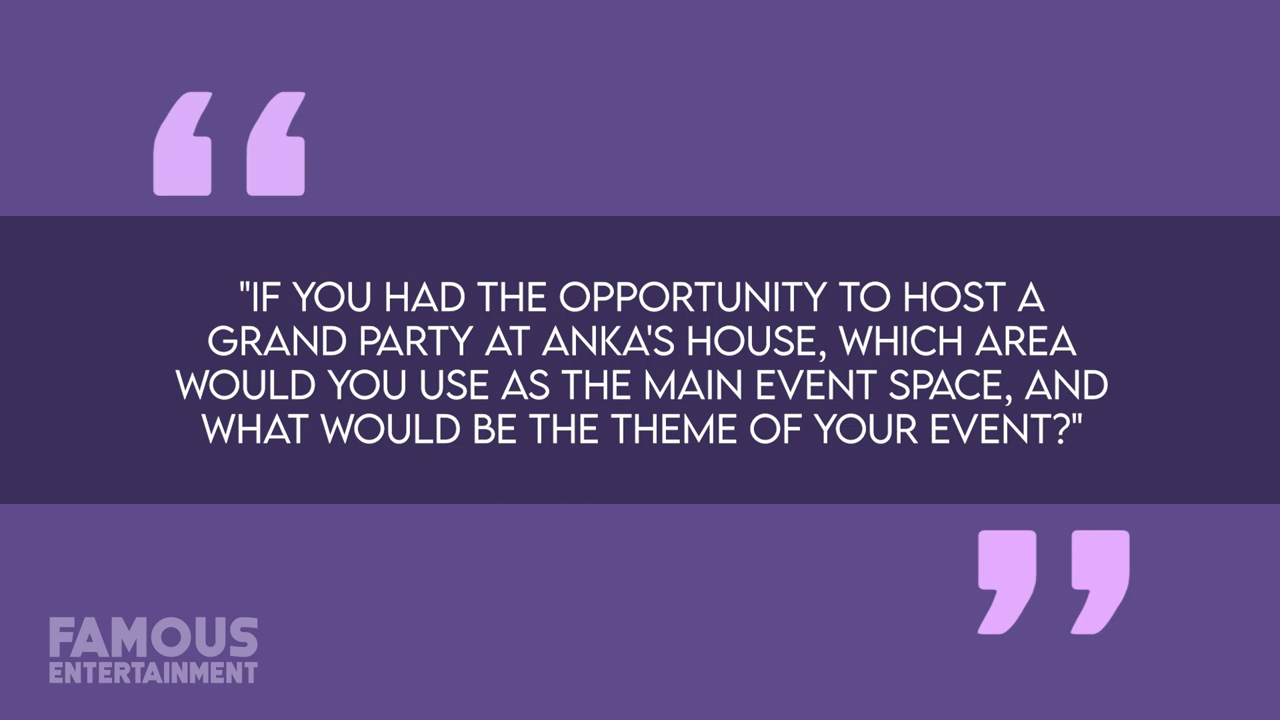 "IF YOU HAD THE OPPORTUNITY TO HOST A
GRAND PARTY AT ANKA'S HOUSE, WHICH AREA
WOULD YOU USE AS THE MAIN EVENT SPACE, AND
WHAT WOULD BE THE THEME OF YOUR EVENT?"
FAMOUS
ENTERTAINMENT